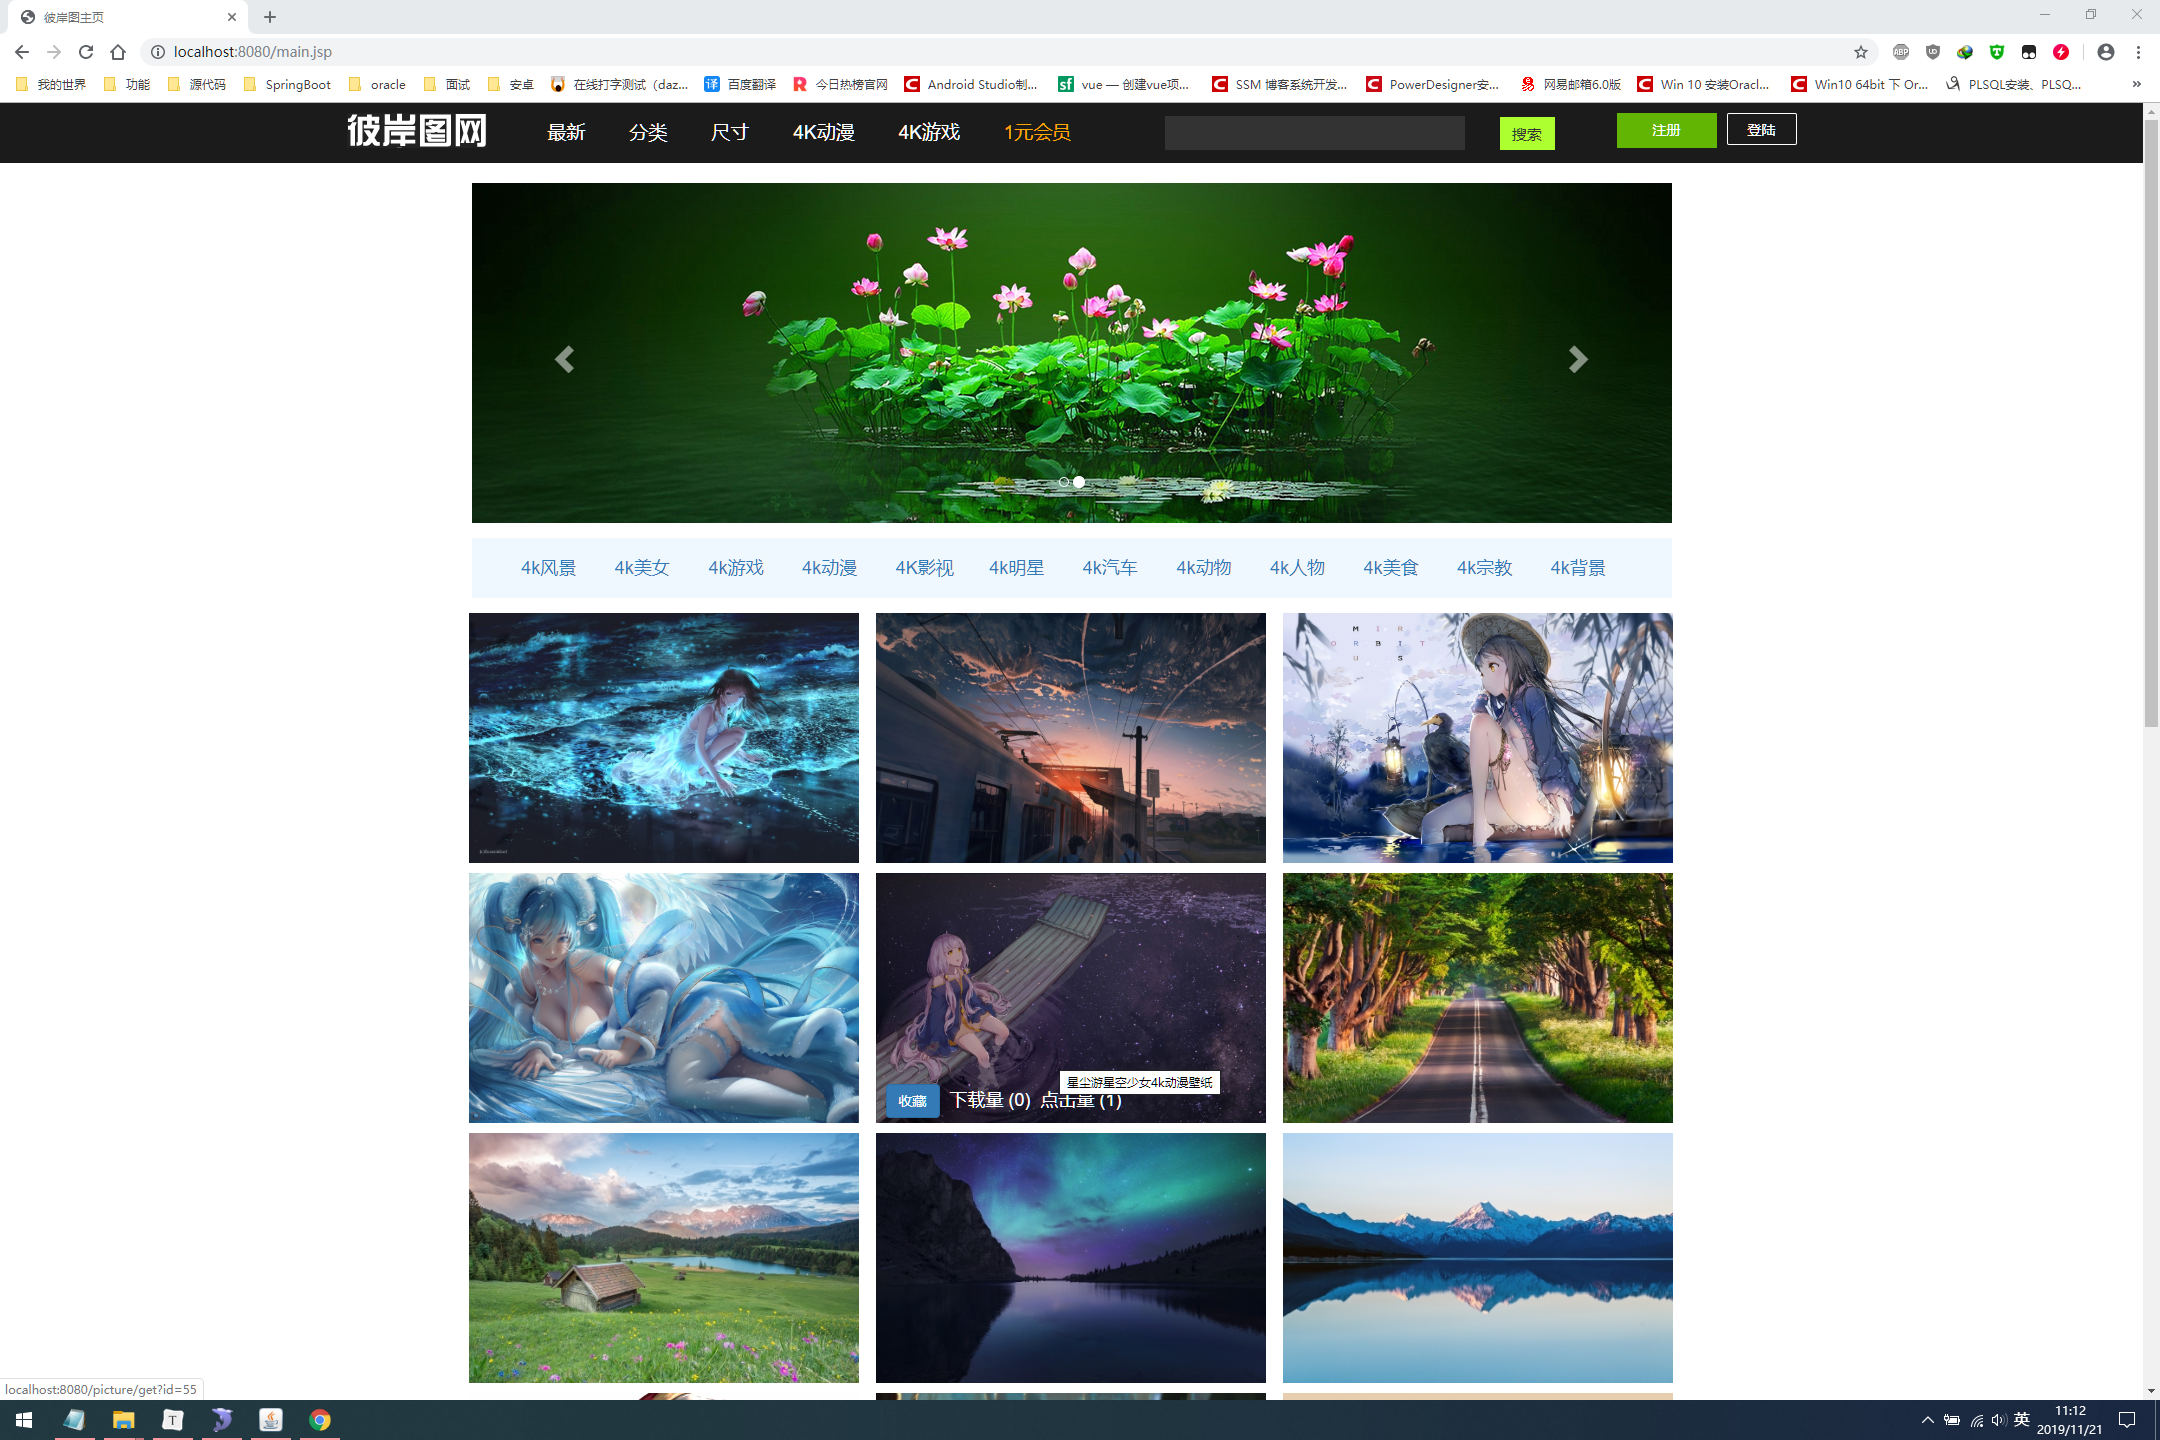 彼岸图主页
localhost:8080/main.jsp
我的世界 功能 源代码 SpringBoot oracle 面试 安卓 在线打字测试（daz... 百度翻译 今日热榜官网 Android Studio制... vue — 创建vue项... SSM 博客系统开发... PowerDesigner安... 网易邮箱6.0版 Win 10 安装Oracl... Win10 64bit 下 Or... PLSQL安装、PLSQ... »
彼岸图网 最新 分类 尺寸 4K动漫 4K游戏 1元会员 搜索 注册 登陆
4k风景 4k美女 4k游戏 4k动漫 4K影视 4k明星 4k汽车 4k动物 4k人物 4k美食 4k宗教 4k背景
M I R
O R B I T
U S
星尘游星空少女4k动漫壁纸
收藏 下载量 (0) 点击量 (1)
localhost:8080/picture/get?id=55
英 11:12
2019/11/21